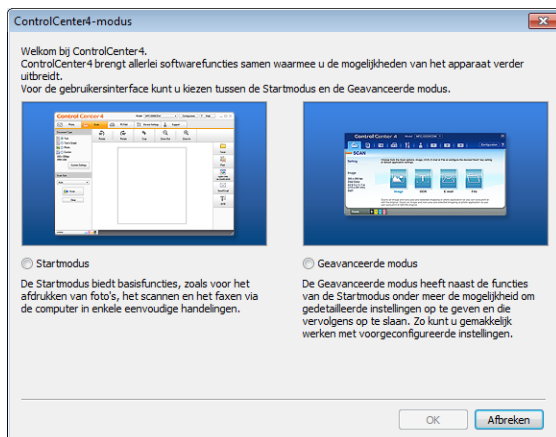 ControlCenter4-modus
Welkom bij ControlCenter4.
ControlCenter4 brengt allerlei softwarefuncties samen waarmee u de mogelijkheden van het apparaat verder
uitbreidt.
Voor de gebruikersinterface kunt u kiezen tussen de Startmodus en de Geavanceerde modus.
Control Center 4
Control Center 4
SCAN
Startmodus
De Startmodus biedt basisfuncties, zoals voor het
afdrukken van foto's, het scannen en het faxen via
de computer in enkele eenvoudige handelingen.
Geavanceerde modus
De Geavanceerde modus heeft naast de functies
van de Startmodus onder meer de mogelijkheid om
gedetailleerde instellingen op te geven en die
vervolgens op te slaan. Zo kunt u gemakkelijk
werken met voorgeconfigureerde instellingen.
OK
Afbreken